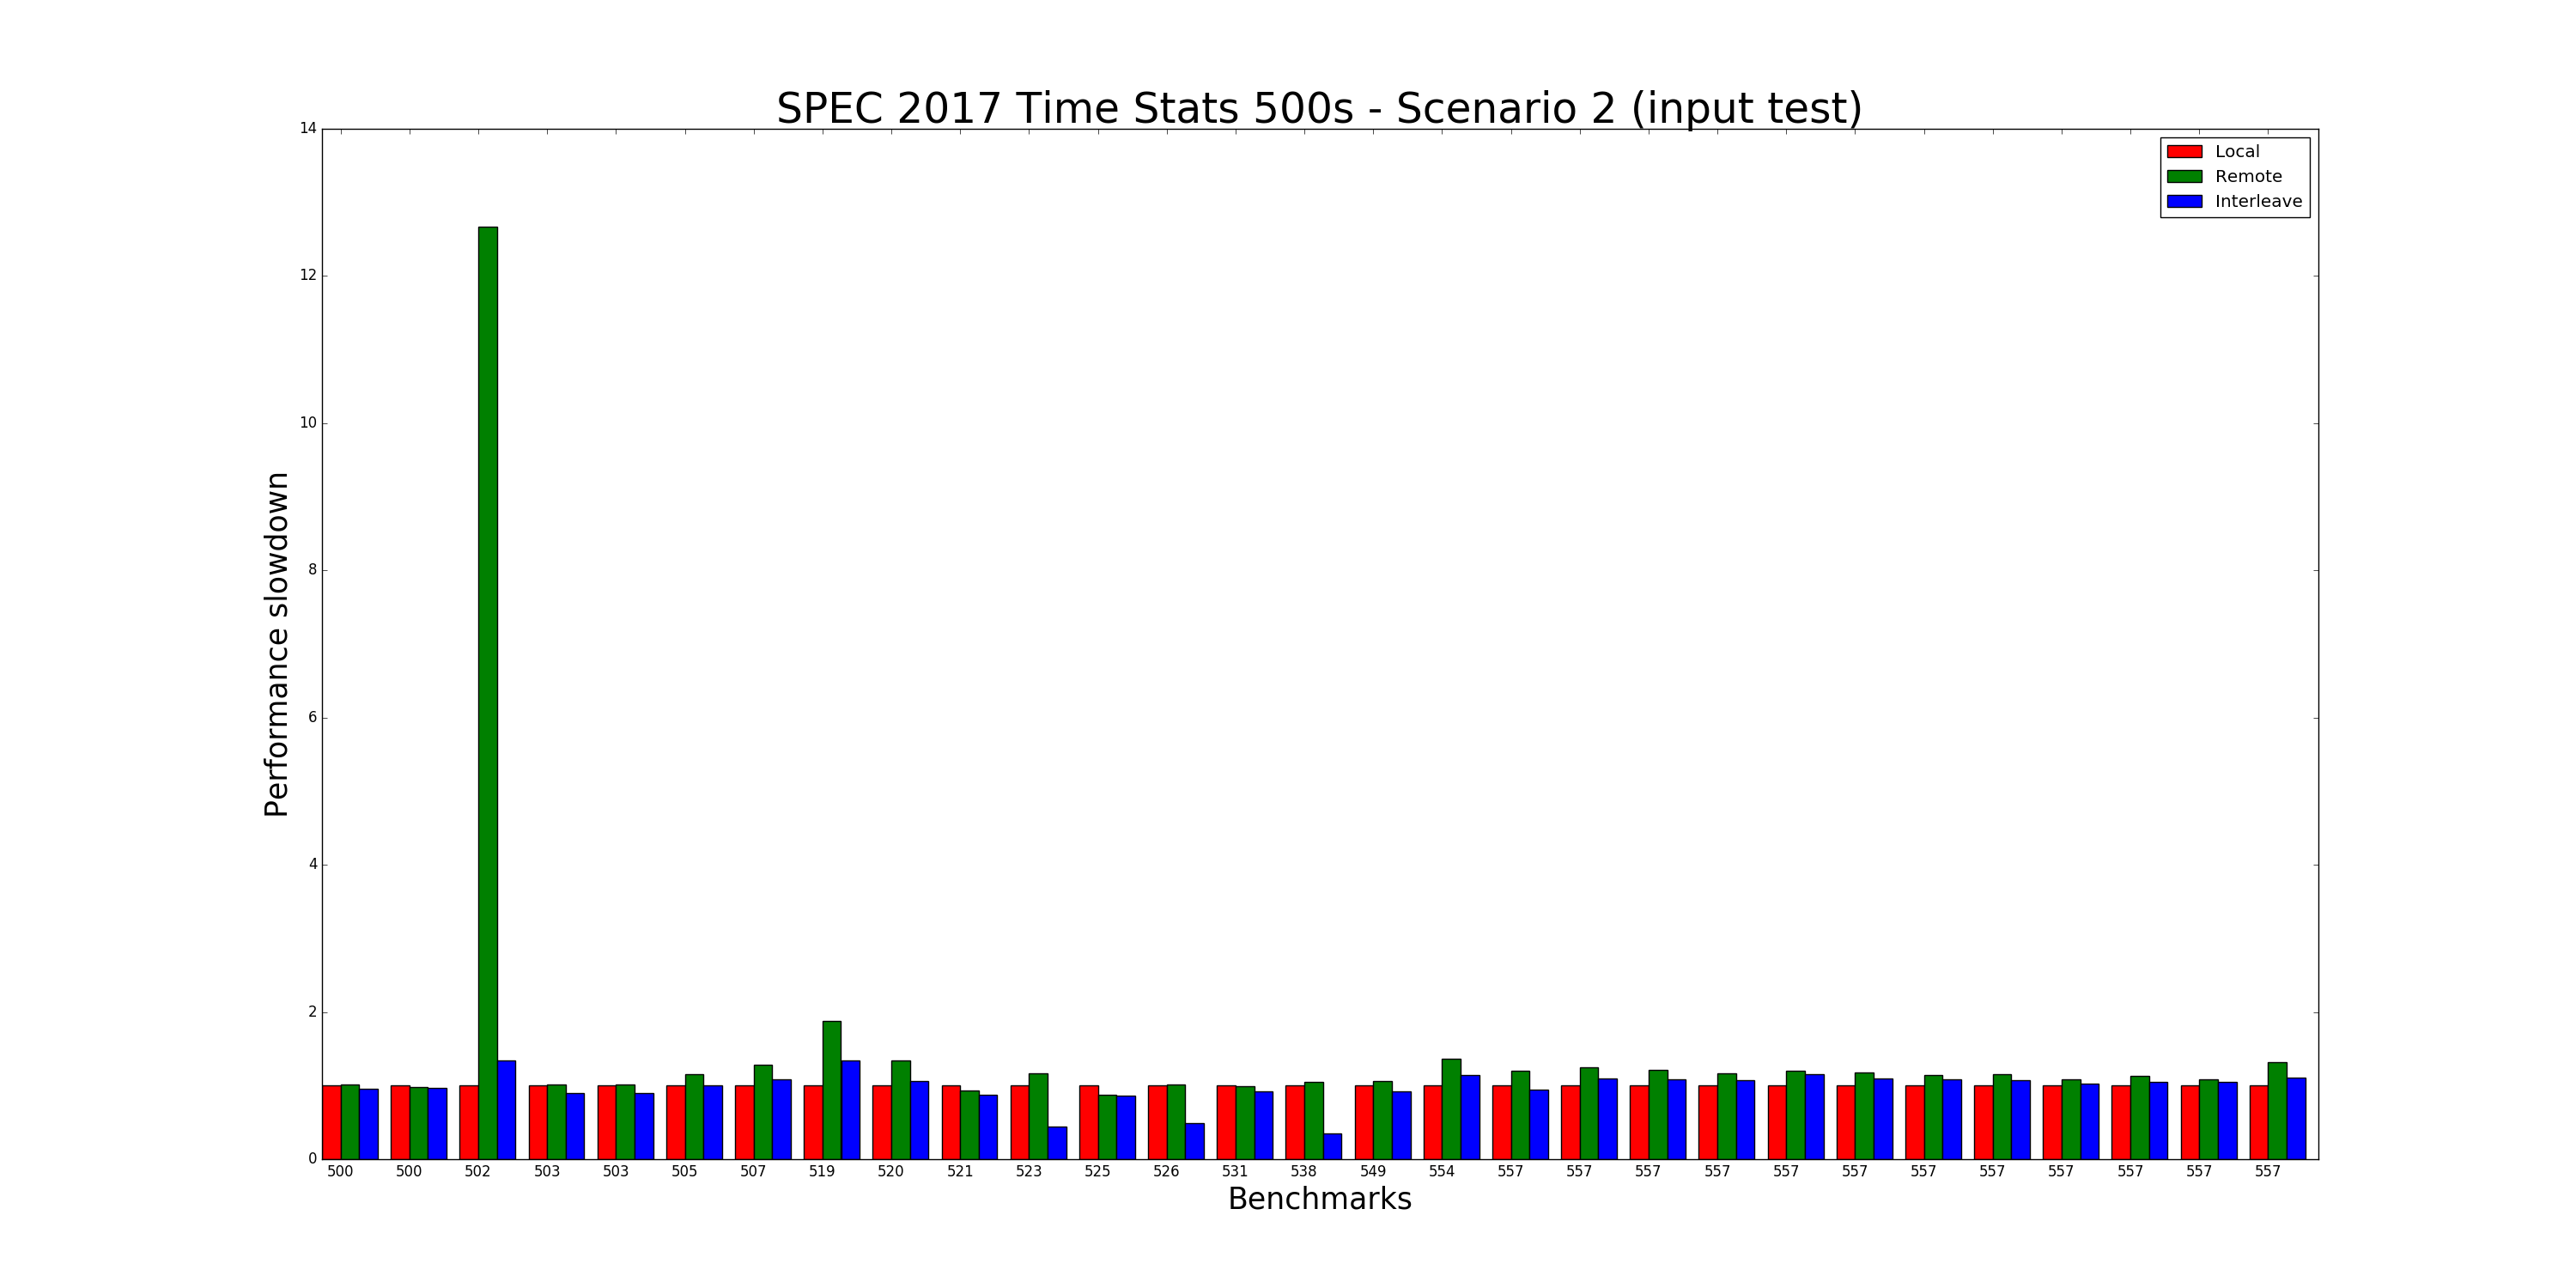 SPEC 2017 Time Stats 500s - Scenario 2 (input test)
14
12
10
8
6
4
2
0
Performance slowdown
Local
Remote
Interleave
500 500 502 503 503 505 507 519 520 521 523 525 526 531 538 549 554 557 557 557 557 557 557 557 557 557 557 557 557
Benchmarks